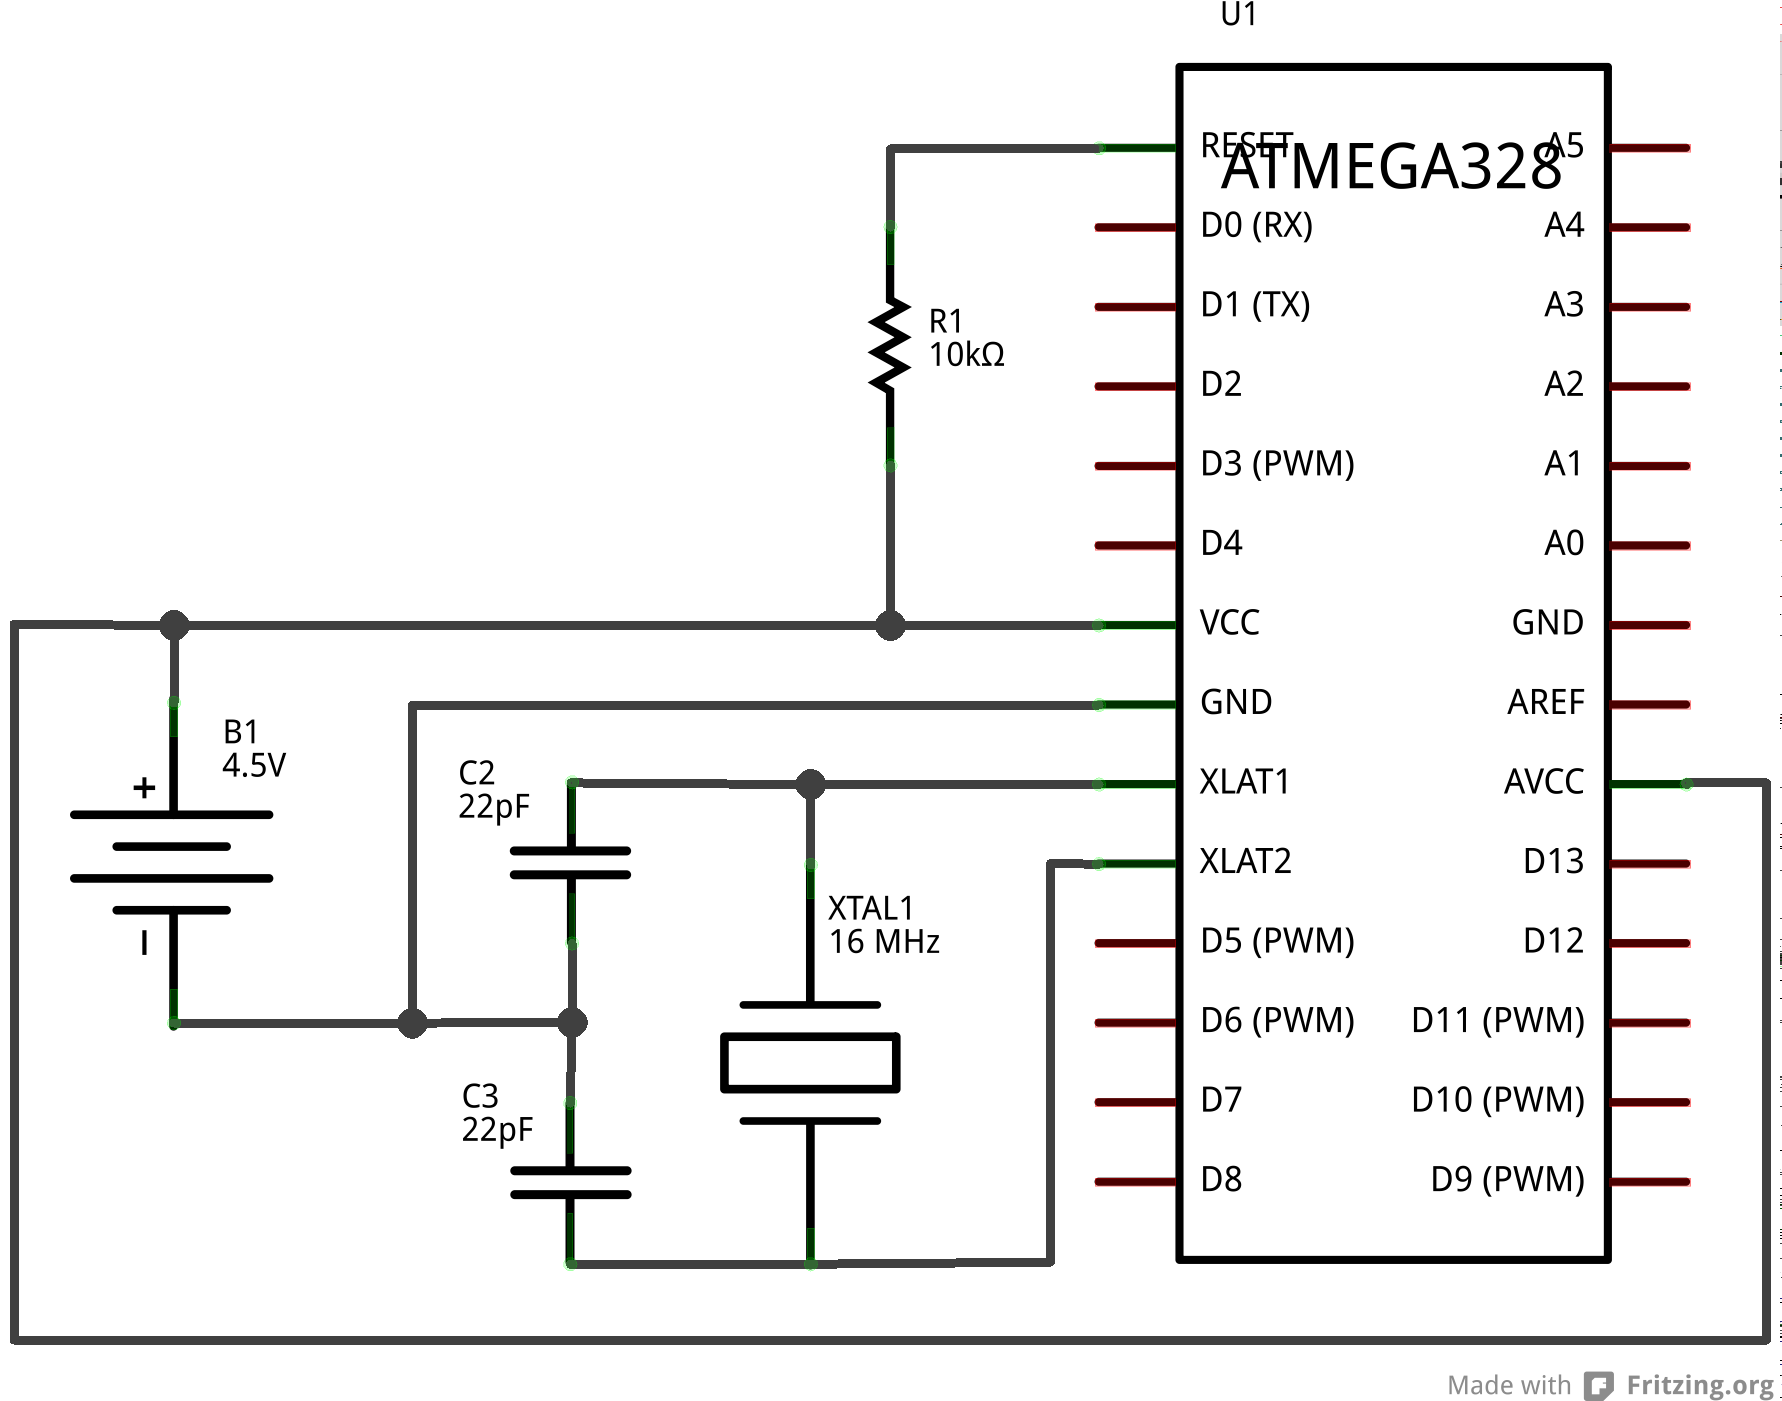 U1
ATMEGA328
RESET
A5
D0 (RX)
A4
D1 (TX)
A3
D2
A2
D3 (PWM)
A1
D4
A0
VCC
GND
GND
AREF
XLAT1
AVCC
XLAT2
D13
D5 (PWM)
D12
D6 (PWM)
D11 (PWM)
D7
D10 (PWM)
D8
D9 (PWM)
R1
10kΩ
B1
4.5V
+
-
C2
22pF
XTAL1
16 MHz
C3
22pF
Made with Fritzing.org